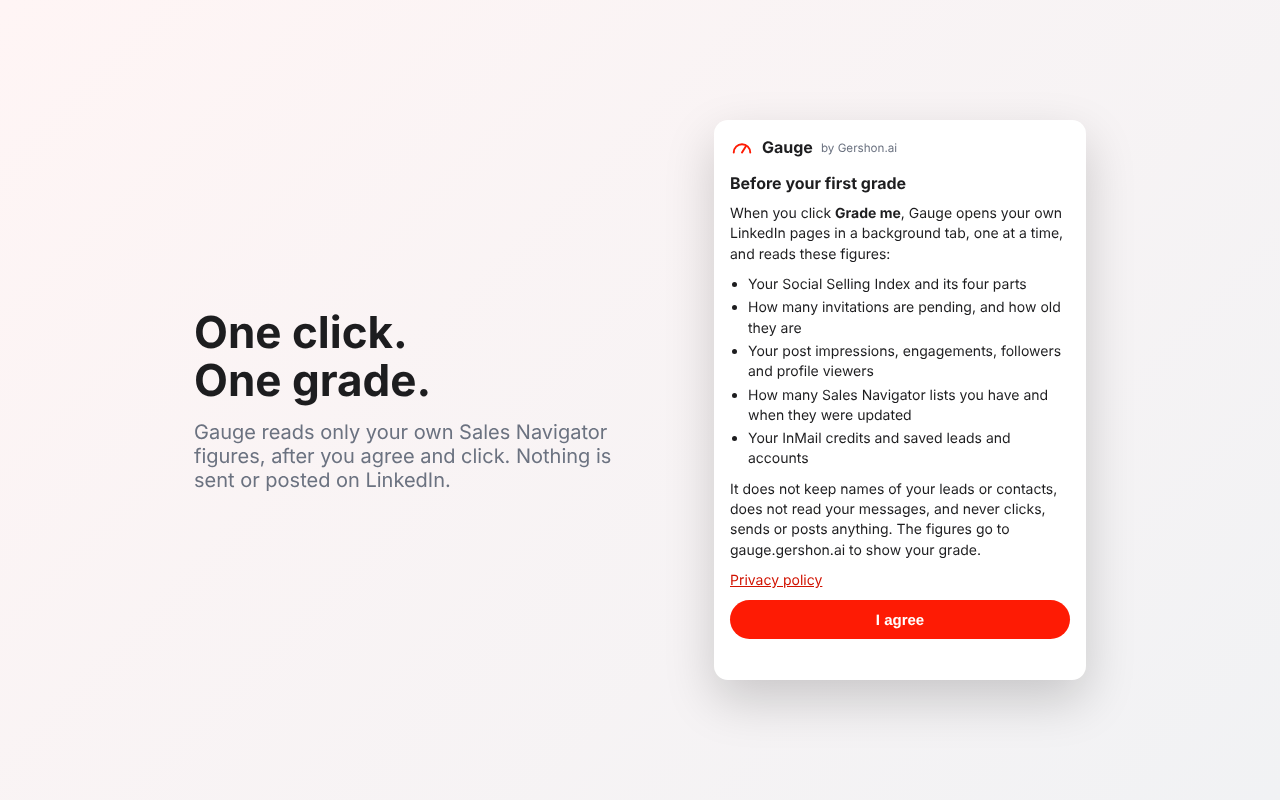 One click.
One grade.
Gauge reads only your own Sales Navigator
figures, after you agree and click. Nothing is
sent or posted on LinkedIn.
Gauge by Gershon.ai
Before your first grade
When you click Grade me, Gauge opens your own
LinkedIn pages in a background tab, one at a time,
and reads these figures:
• Your Social Selling Index and its four parts
• How many invitations are pending, and how old
they are
• Your post impressions, engagements, followers
and profile viewers
• How many Sales Navigator lists you have and
when they were updated
• Your InMail credits and saved leads and
accounts
It does not keep names of your leads or contacts,
does not read your messages, and never clicks,
sends or posts anything. The figures go to
gauge.gershon.ai to show your grade.
Privacy policy
I agree